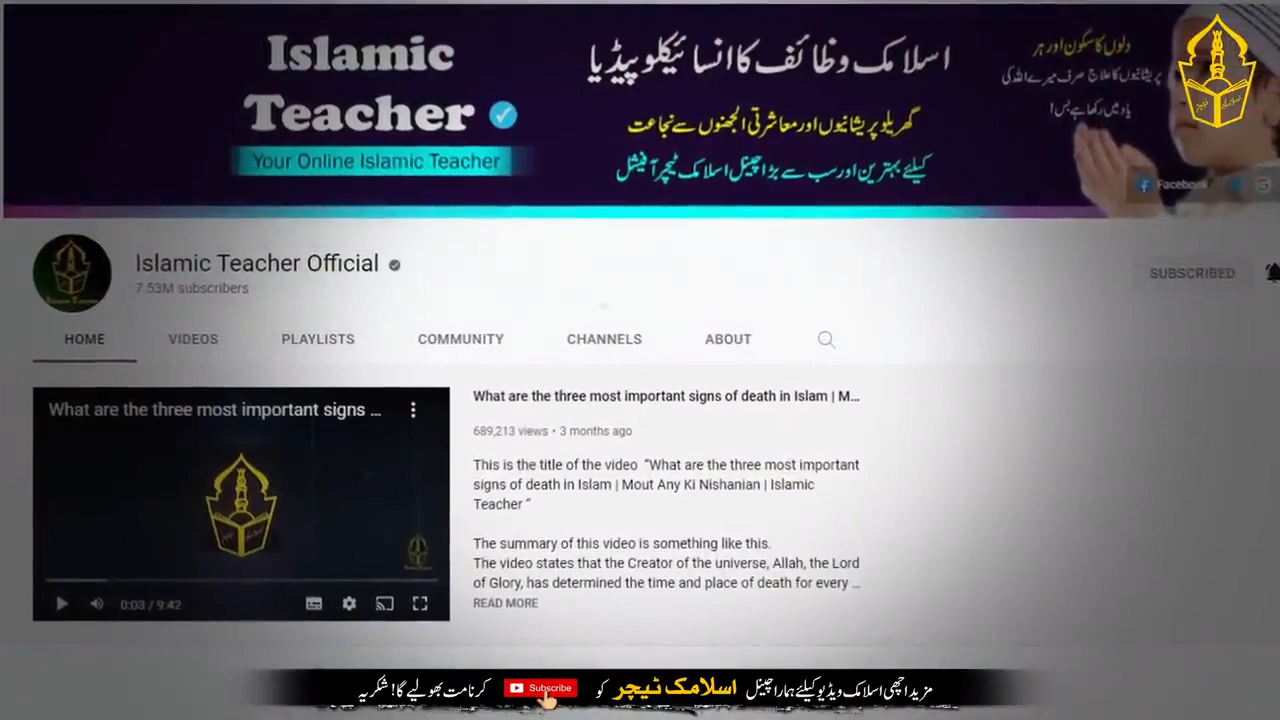 Islamic
Teacher
Your Online Islamic Teacher
اسلامک وظائف کا انسائیکلوپیڈیا
گھریلو پریشانیوں اور معاشرتی الجھنوں سے نجاعت
کیلئے بہترین اور سب سے بڑا چینل اسلامک ٹیچر آفیشل
دلوں کا سکون اور ہر
پریشانیوں کا علاج صرف میرے اللہ کی
یاد میں رکھا ہے بس!
Facebook
Islamic Teacher Official
7.53M subscribers
SUBSCRIBED
HOME VIDEOS PLAYLISTS COMMUNITY CHANNELS ABOUT
What are the three most important signs ...
0:03 / 9:42
What are the three most important signs of death in Islam | M...
689,213 views • 3 months ago
This is the title of the video “What are the three most important
signs of death in Islam | Mout Any Ki Nishanian | Islamic
Teacher “
The summary of this video is something like this.
The video states that the Creator of the universe, Allah, the Lord
of Glory, has determined the time and place of death for every ...
READ MORE
مزید اچھی اسلامک ویڈیو کیلئے ہمارا چینل اسلامک ٹیچر کو Subscribe کرنا مت بھولیے گا! شکریہ